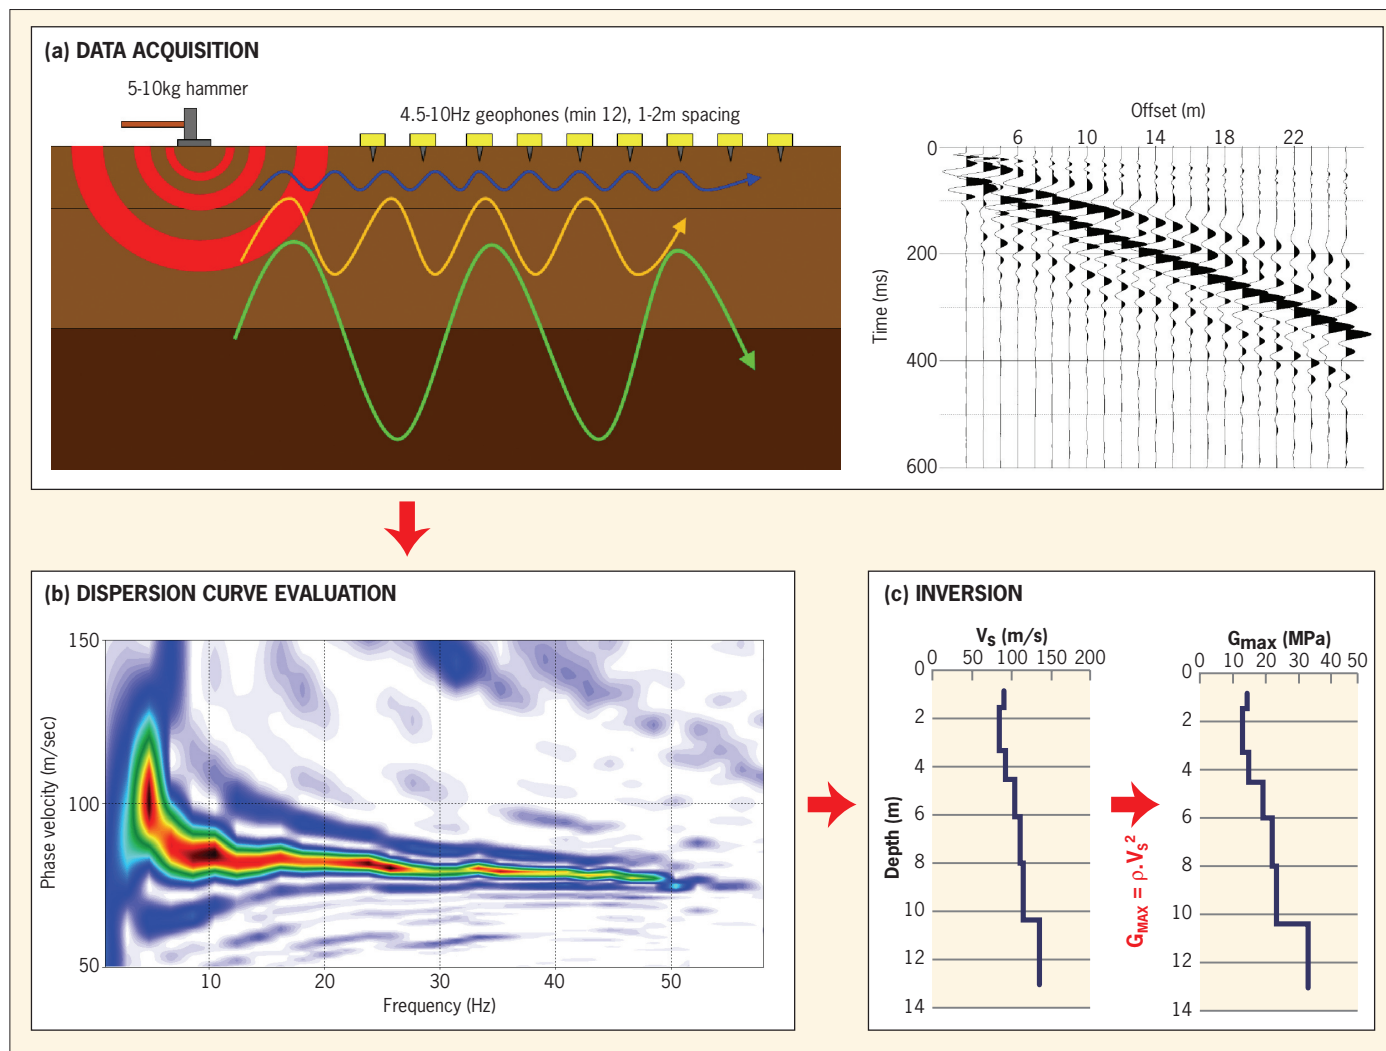 (a) DATA ACQUISITION
5-10kg hammer
4.5-10Hz geophones (min 12), 1-2m spacing
Offset (m)
6 10 14 18 22
0
200
400
600
Time (ms)
(b) DISPERSION CURVE EVALUATION
150
100
50
Phase velocity (m/sec)
10 20 30 40 50
Frequency (Hz)
(c) INVERSION
Vs (m/s)
0 50 100 150 200
0
2
4
6
8
10
12
14
Depth (m)
GMAX = ρ.Vs²
Gmax (MPa)
0 10 20 30 40 50
0
2
4
6
8
10
12
14